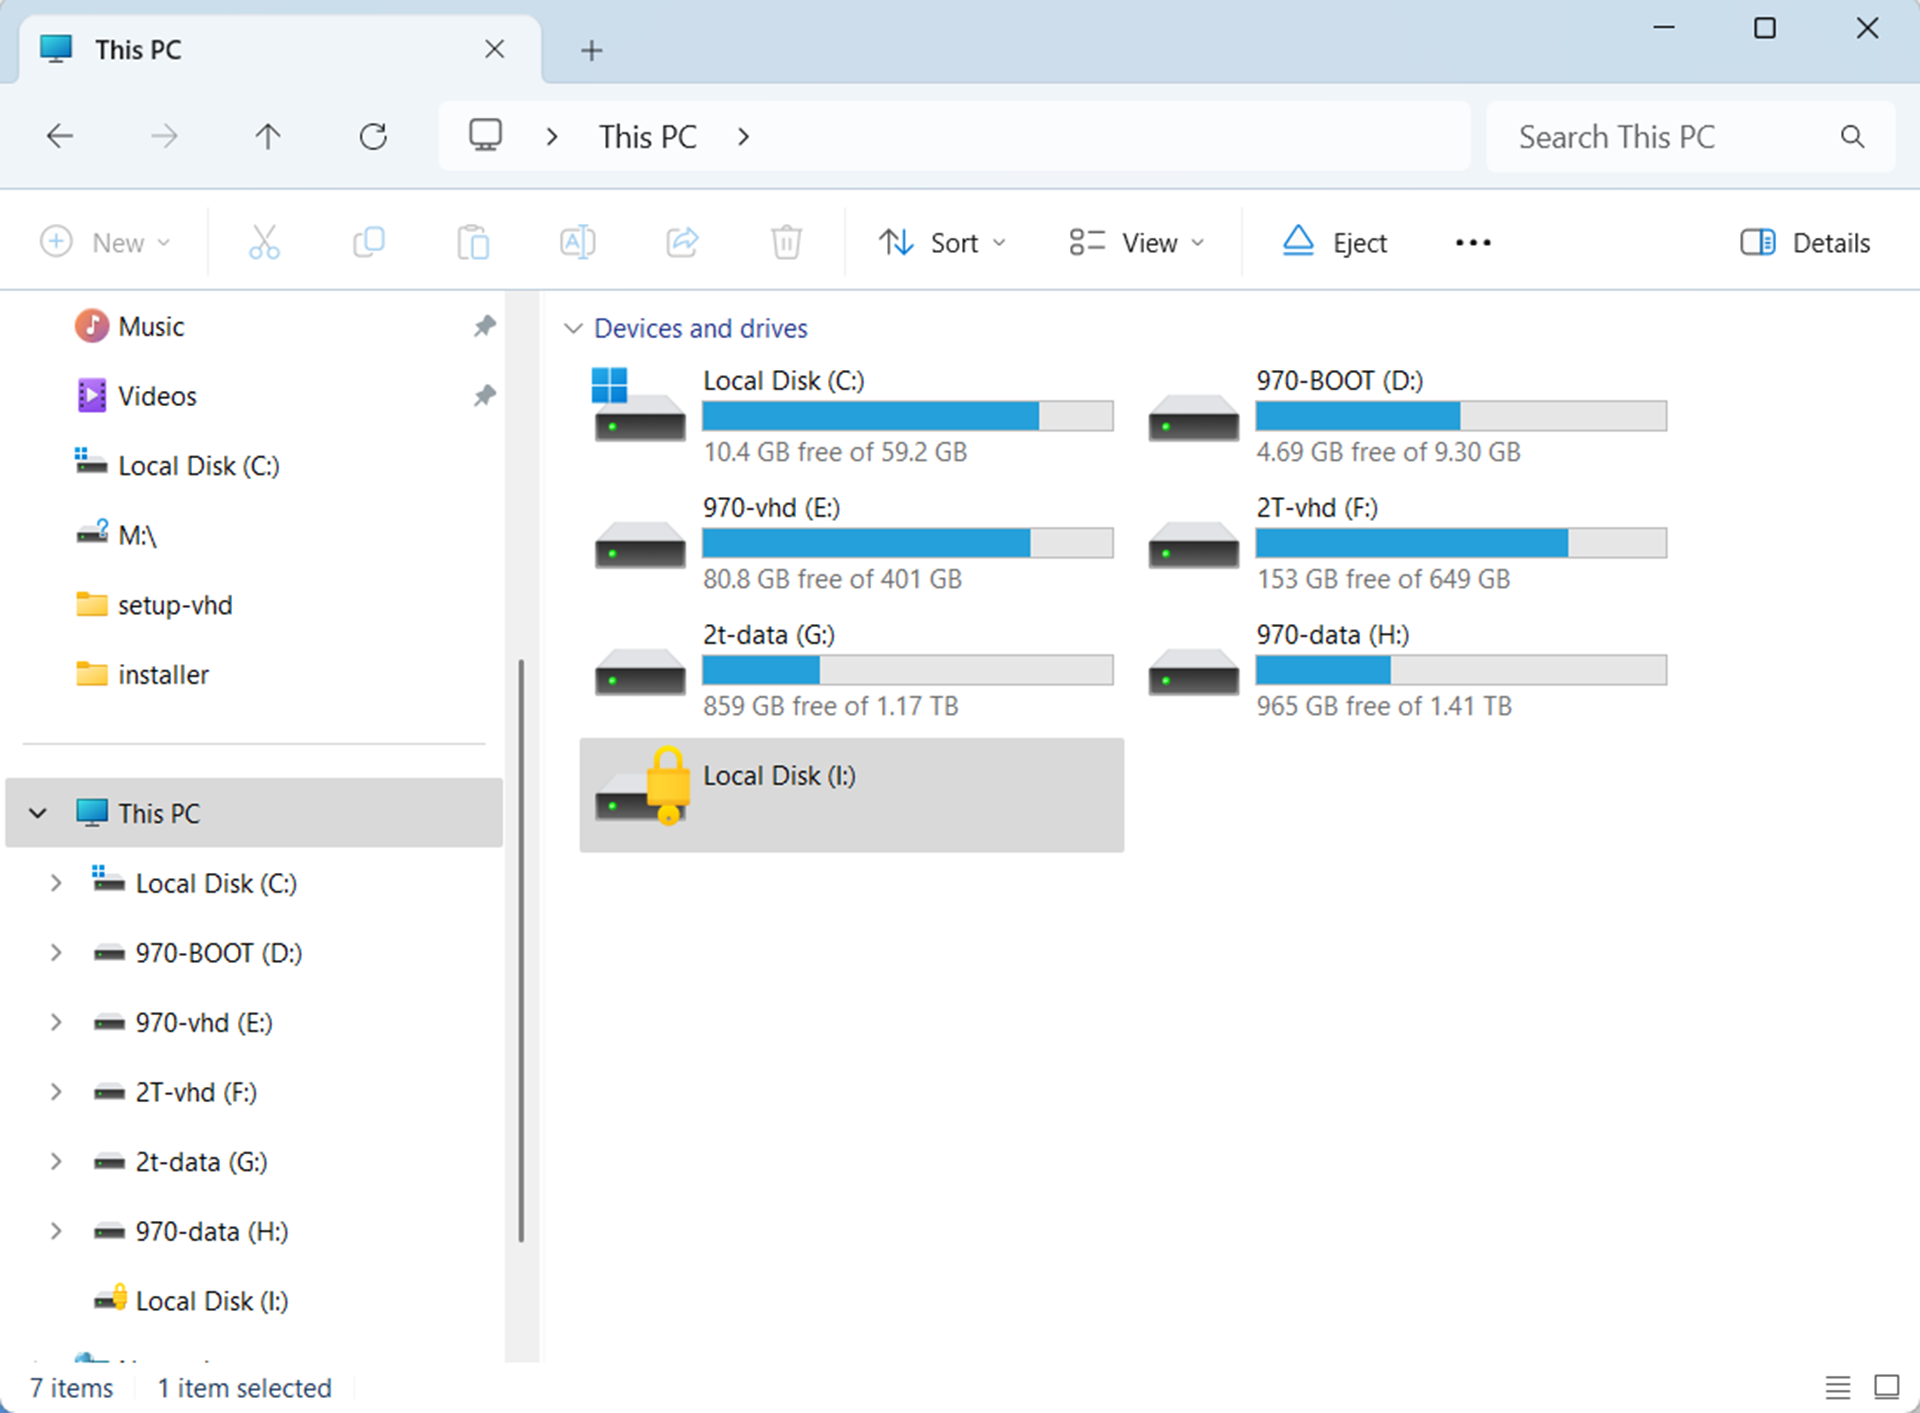 This PC
This PC
Search This PC
New
Sort
View
Eject
Details
Music
Videos
Local Disk (C:)
M:\
setup-vhd
installer
This PC
Local Disk (C:)
970-BOOT (D:)
970-vhd (E:)
2T-vhd (F:)
2t-data (G:)
970-data (H:)
Local Disk (I:)
Devices and drives
Local Disk (C:)
10.4 GB free of 59.2 GB
970-BOOT (D:)
4.69 GB free of 9.30 GB
970-vhd (E:)
80.8 GB free of 401 GB
2T-vhd (F:)
153 GB free of 649 GB
2t-data (G:)
859 GB free of 1.17 TB
970-data (H:)
965 GB free of 1.41 TB
Local Disk (I:)
7 items
1 item selected